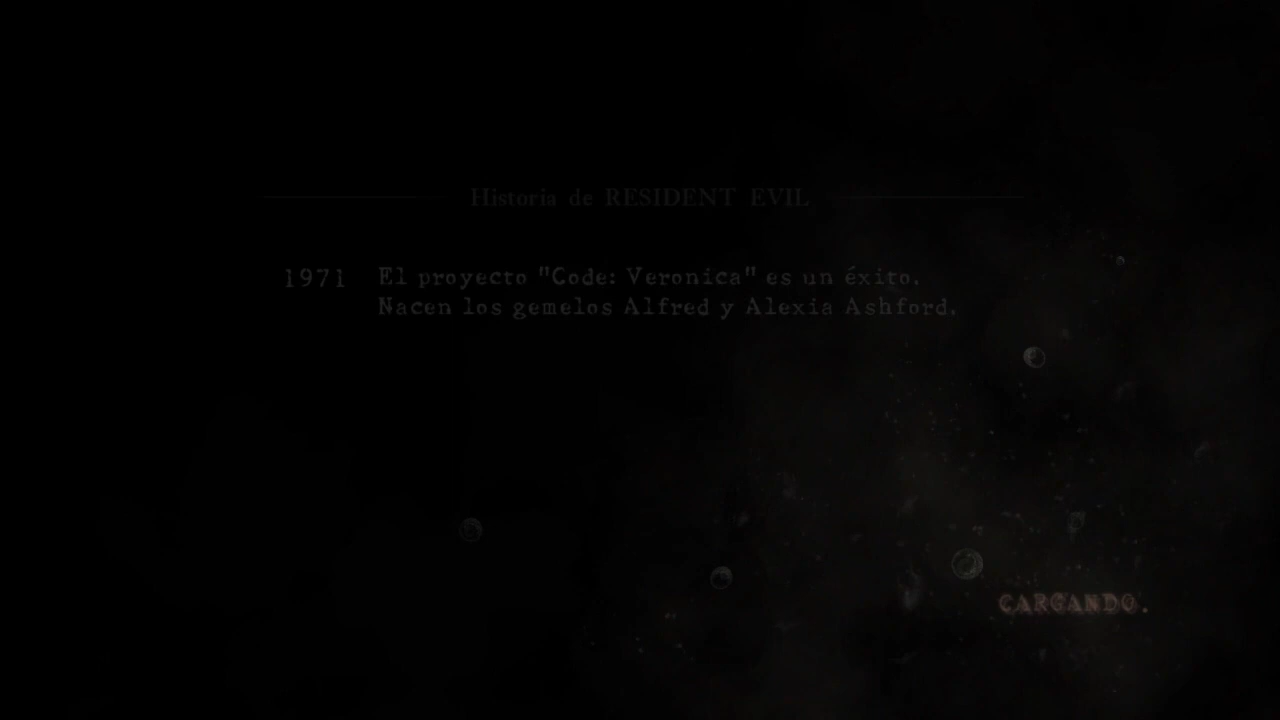 Historia de RESIDENT EVIL
1971 El proyecto "Code: Veronica" es un éxito.
Nacen los gemelos Alfred y Alexia Ashford.
CARGANDO.